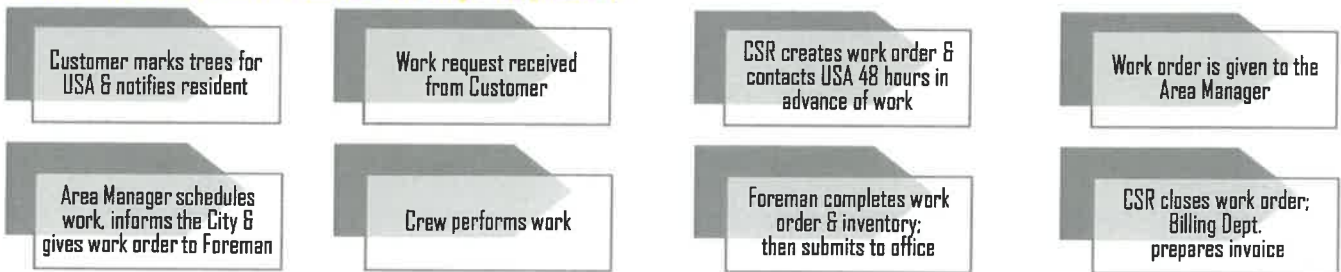 Customer marks trees for
USA & notifies resident
Work request received
from Customer
CSR creates work order &
contacts USA 48 hours in
advance of work
Work order is given to the
Area Manager
Area Manager schedules
work, informs the City &
gives work order to Foreman
Crew performs work
Foreman completes work
order & inventory;
then submits to office
CSR closes work order;
Billing Dept.
prepares invoice